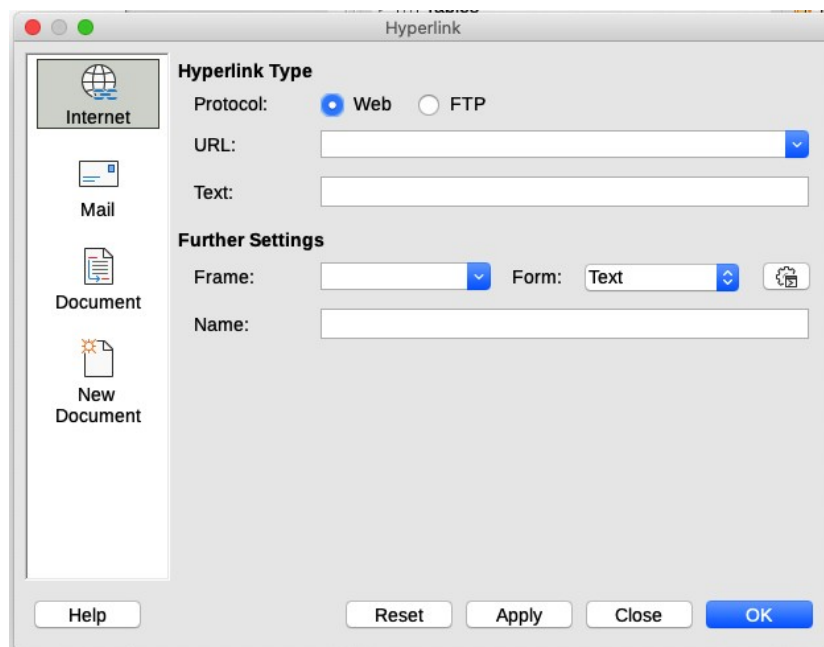 Tables
Hyperlink
Internet
Mail
Document
New
Document
Hyperlink Type
Protocol: Web FTP
URL:
Text:
Further Settings
Frame: Form: Text
Name:
Help Reset Apply Close OK